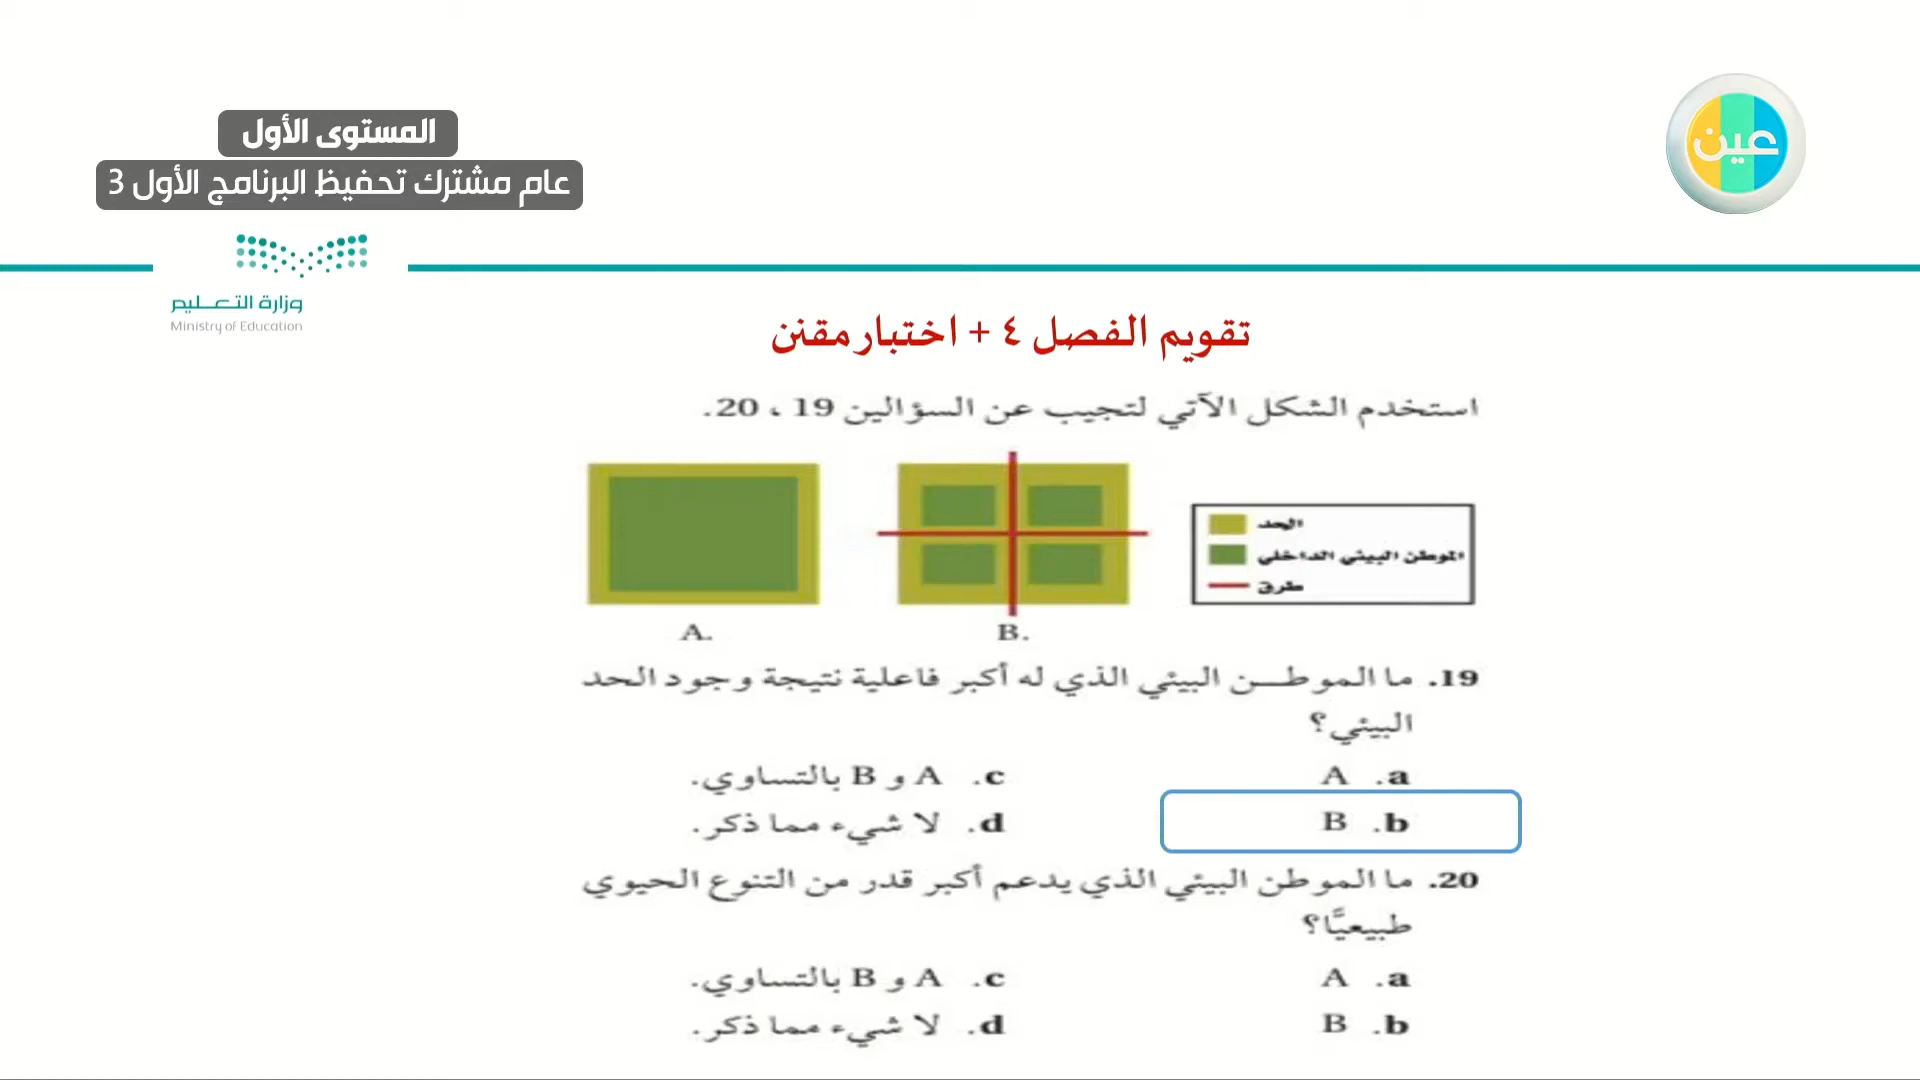 المستوى الأول
عام مشترك تحفيظ البرنامج الأول 3
عين
وزارة التعليم
Ministry of Education
تقويم الفصل ٤ + اختبار مقنن
استخدم الشكل الآتي لتجيب عن السؤالين 19 ، 20.
الحد
الموطن البيئي الداخلي
طرق
A.
B.
19. ما الموطن البيئي الذي له أكبر فاعلية نتيجة وجود الحد
البيئي؟
a. A
c. A و B بالتساوي.
b. B
d. لا شيء مما ذكر.
20. ما الموطن البيئي الذي يدعم أكبر قدر من التنوع الحيوي
طبيعيًّا؟
a. A
c. A و B بالتساوي.
b. B
d. لا شيء مما ذكر.